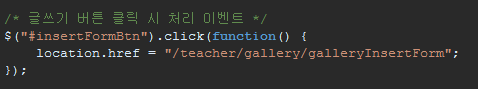 /* 글쓰기 버튼 클릭 시 처리 이벤트 */
$("#insertFormBtn").click(function() {
    location.href = "/teacher/gallery/galleryInsertForm";
});